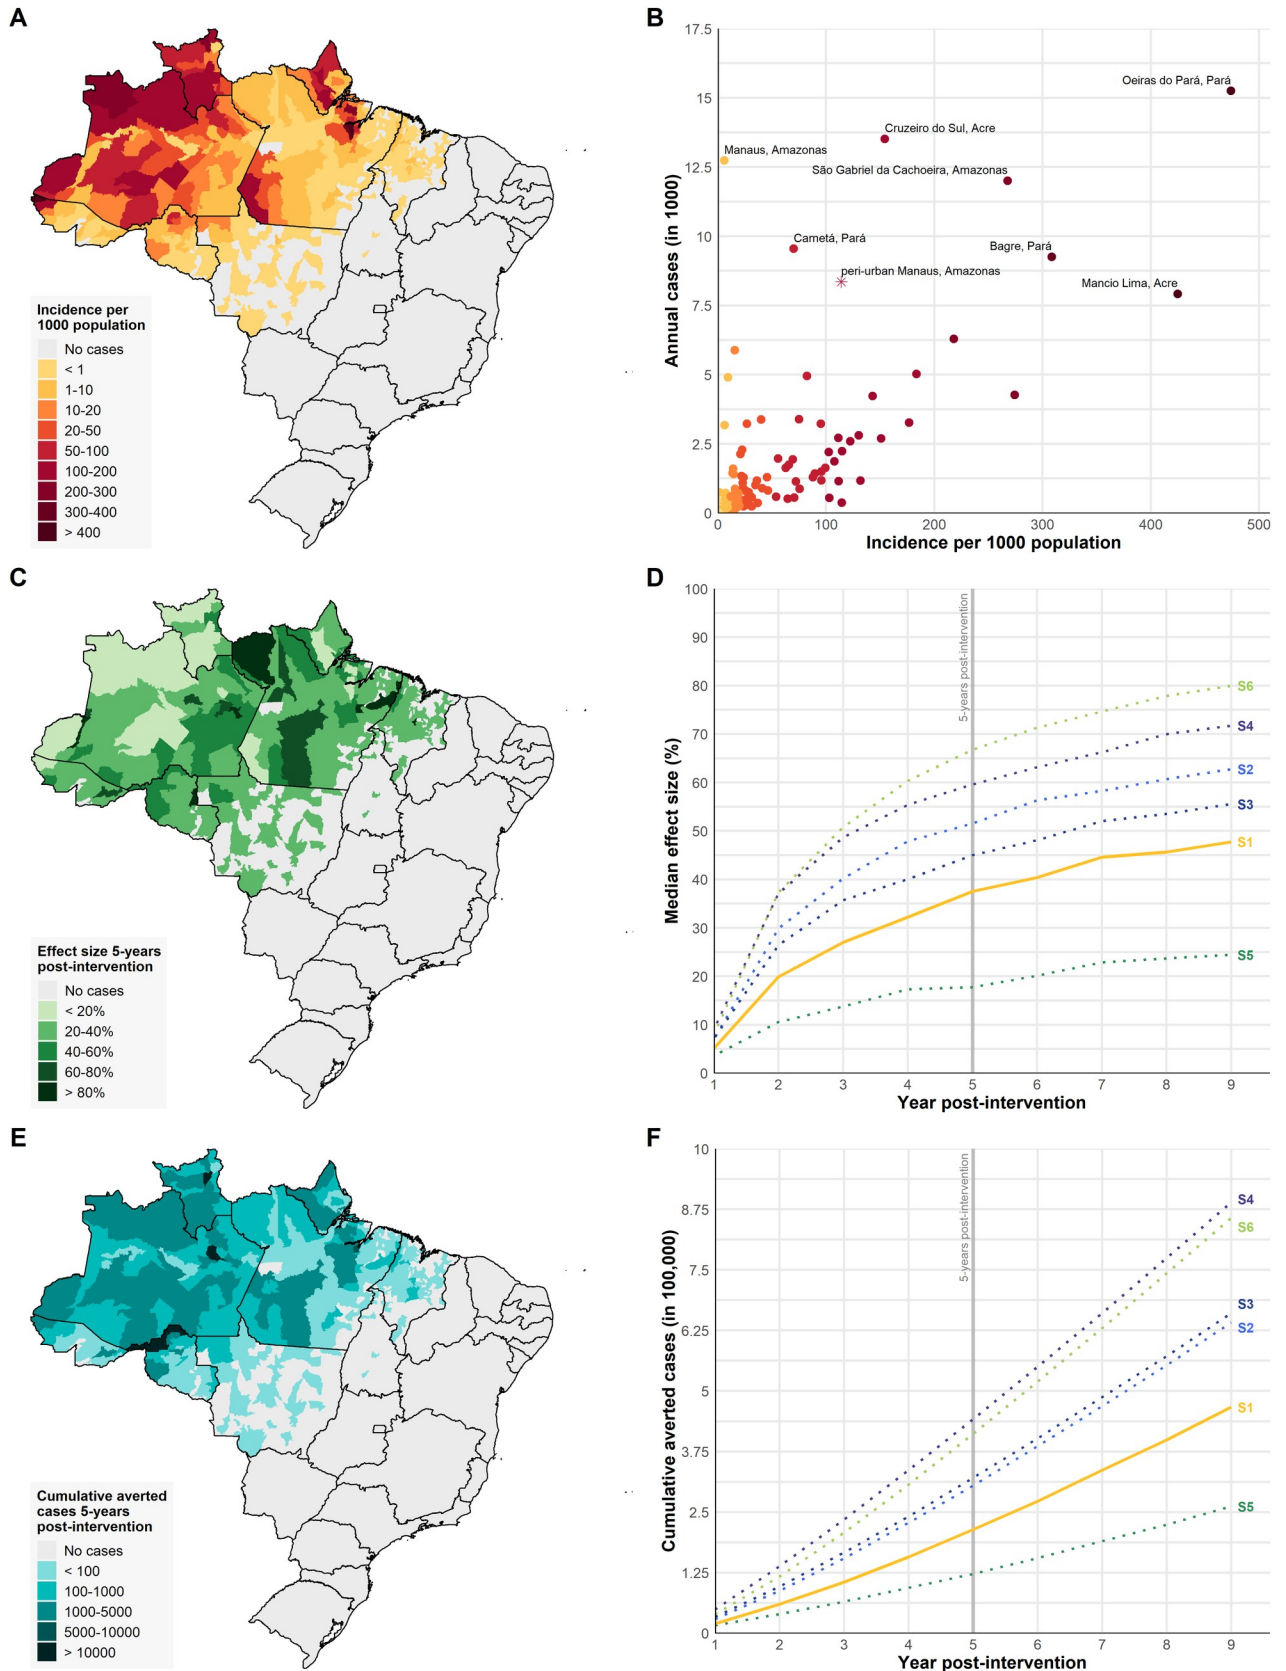 A
Incidence per
1000 population
No cases
< 1
1-10
10-20
20-50
50-100
100-200
200-300
300-400
> 400
B
Annual cases (in 1000)
17.5
15
12.5
10
7.5
5
2.5
0
Oeiras do Pará, Pará
Cruzeiro do Sul, Acre
Manaus, Amazonas
São Gabriel da Cachoeira, Amazonas
Cametá, Pará
Bagre, Pará
peri-urban Manaus, Amazonas
Mancio Lima, Acre
0 100 200 300 400 500
Incidence per 1000 population
C
Effect size 5-years
post-intervention
No cases
< 20%
20-40%
40-60%
60-80%
> 80%
D
Median effect size (%)
100
90
80
70
60
50
40
30
20
10
0
5-years post-intervention
S6
S4
S2
S3
S1
S5
1 2 3 4 5 6 7 8 9
Year post-intervention
E
Cumulative averted
cases 5-years
post-intervention
No cases
< 100
100-1000
1000-5000
5000-10000
> 10000
F
Cumulative averted cases (in 100,000)
10
8.75
7.5
6.25
5
3.75
2.5
1.25
0
5-years post-intervention
S4
S6
S3
S2
S1
S5
1 2 3 4 5 6 7 8 9
Year post-intervention